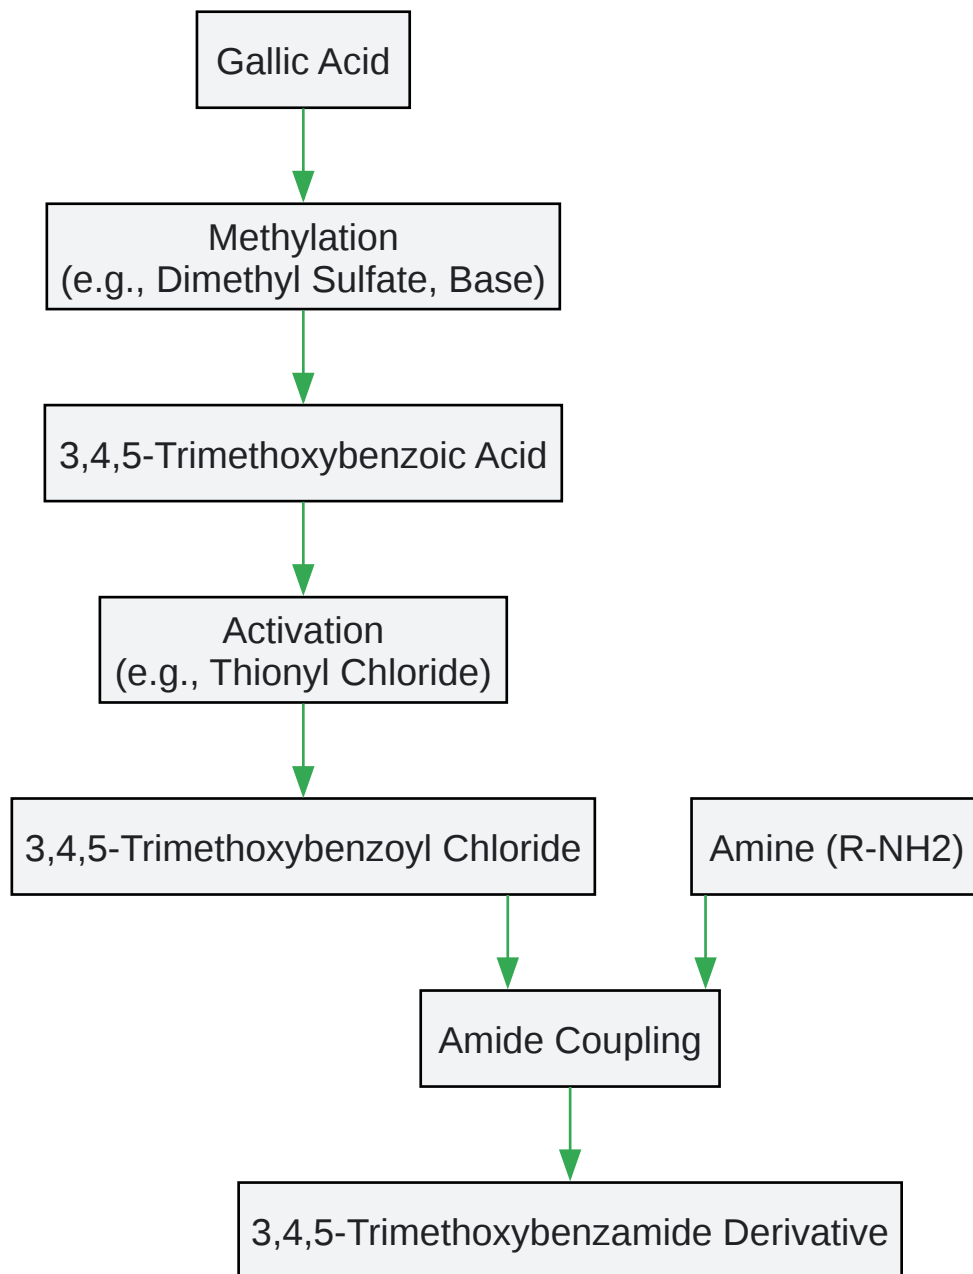 Gallic Acid
Methylation
(e.g., Dimethyl Sulfate, Base)
3,4,5-Trimethoxybenzoic Acid
Activation
(e.g., Thionyl Chloride)
3,4,5-Trimethoxybenzoyl Chloride
Amine (R-NH2)
Amide Coupling
3,4,5-Trimethoxybenzamide Derivative